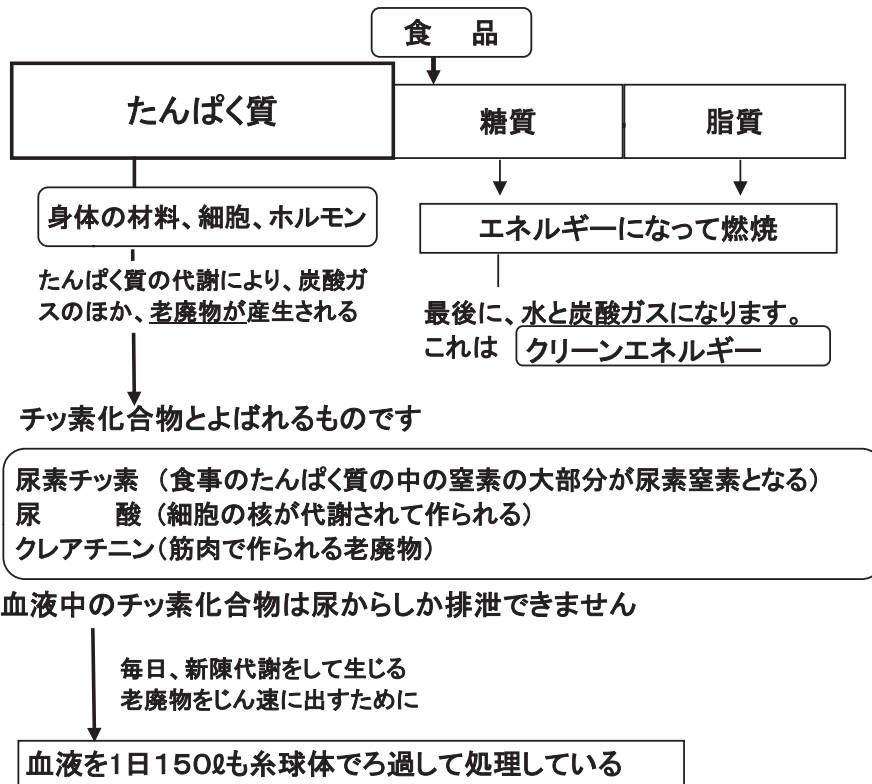 食　品
たんぱく質
糖質
脂質
身体の材料、細胞、ホルモン
エネルギーになって燃焼
たんぱく質の代謝により、炭酸ガ
スのほか、老廃物が産生される
最後に、水と炭酸ガスになります。
これは クリーンエネルギー
チッ素化合物とよばれるものです
尿素チッ素 （食事のたんぱく質の中の窒素の大部分が尿素窒素となる）
尿　　酸 （細胞の核が代謝されて作られる）
クレアチニン（筋肉で作られる老廃物）
血液中のチッ素化合物は尿からしか排泄できません
毎日、新陳代謝をして生じる
老廃物をじん速に出すために
血液を1日150ℓも糸球体でろ過して処理している